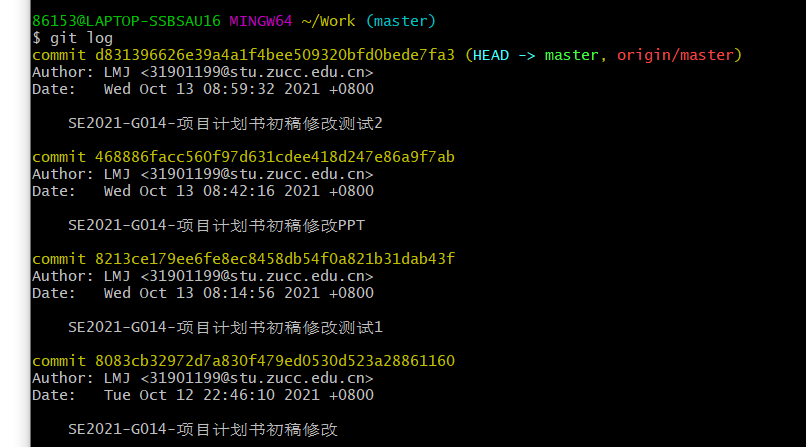 86153@LAPTOP-SSBSAU16 MINGW64 ~/Work (master)
$ git log
commit d831396626e39a4a1f4bee509320bfd0bede7fa3 (HEAD -> master, origin/master)
Author: LMJ <31901199@stu.zucc.edu.cn>
Date:   Wed Oct 13 08:59:32 2021 +0800
SE2021-G014-项目计划书初稿修改测试2
commit 468886facc560f97d631cdee418d247e86a9f7ab
Author: LMJ <31901199@stu.zucc.edu.cn>
Date:   Wed Oct 13 08:42:16 2021 +0800
SE2021-G014-项目计划书初稿修改PPT
commit 8213ce179ee6fe8ec8458db54f0a821b31dab43f
Author: LMJ <31901199@stu.zucc.edu.cn>
Date:   Wed Oct 13 08:14:56 2021 +0800
SE2021-G014-项目计划书初稿修改测试1
commit 8083cb32972d7a830f479ed0530d523a28861160
Author: LMJ <31901199@stu.zucc.edu.cn>
Date:   Tue Oct 12 22:46:10 2021 +0800
SE2021-G014-项目计划书初稿修改